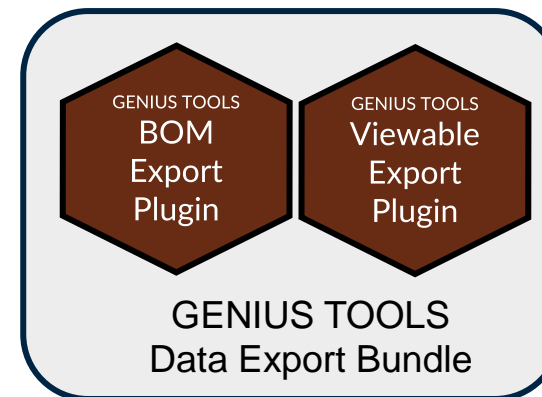 GENIUS TOOLS
BOM
Export
Plugin
GENIUS TOOLS
Viewable
Export
Plugin
GENIUS TOOLS
Data Export Bundle